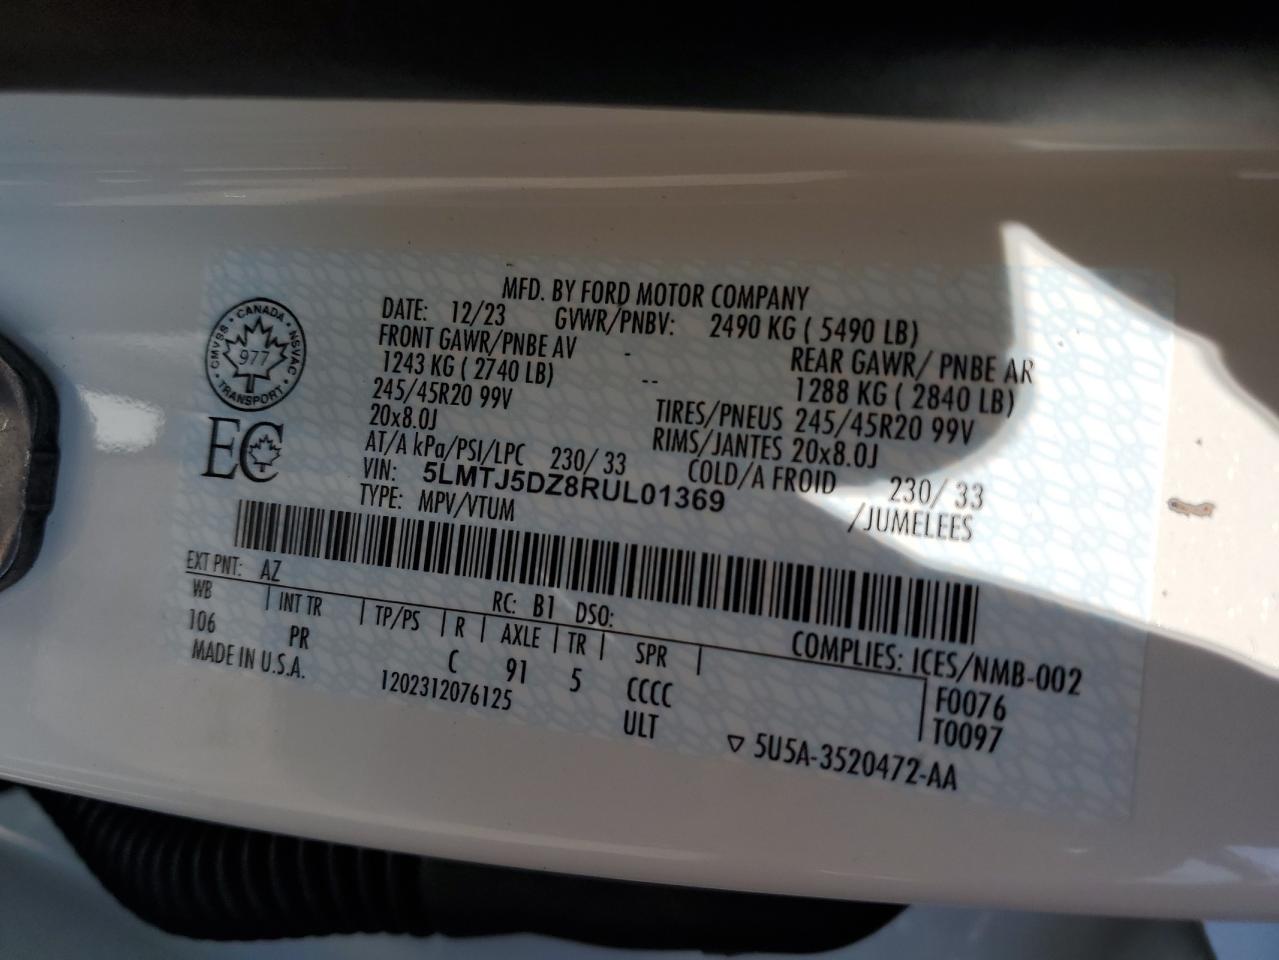 MFD. BY FORD MOTOR COMPANY
DATE: 12/23 GVWR/PNBV: 2490 KG ( 5490 LB)
FRONT GAWR/PNBE AV - REAR GAWR/ PNBE AR
1243 KG ( 2740 LB) -- 1288 KG ( 2840 LB)
245/45R20 99V TIRES/PNEUS 245/45R20 99V
20x8.0J RIMS/JANTES 20x8.0J
AT/A kPa/PSI/LPC 230/ 33 COLD/A FROID 230/ 33
VIN: 5LMTJ5DZ8RUL01369 /JUMELEES
TYPE: MPV/VTUM
CANADA
CMVSS NSVAC
977
TRANSPORT
EC
EXT PNT: AZ RC: B1 DSO:
WB | INT TR | TP/PS | R | AXLE | TR | SPR | COMPLIES: ICES/NMB-002
106 PR C 91 5 CCCC F0076
MADE IN U.S.A. 1202312076125 ULT T0097
▽ 5U5A-3520472-AA